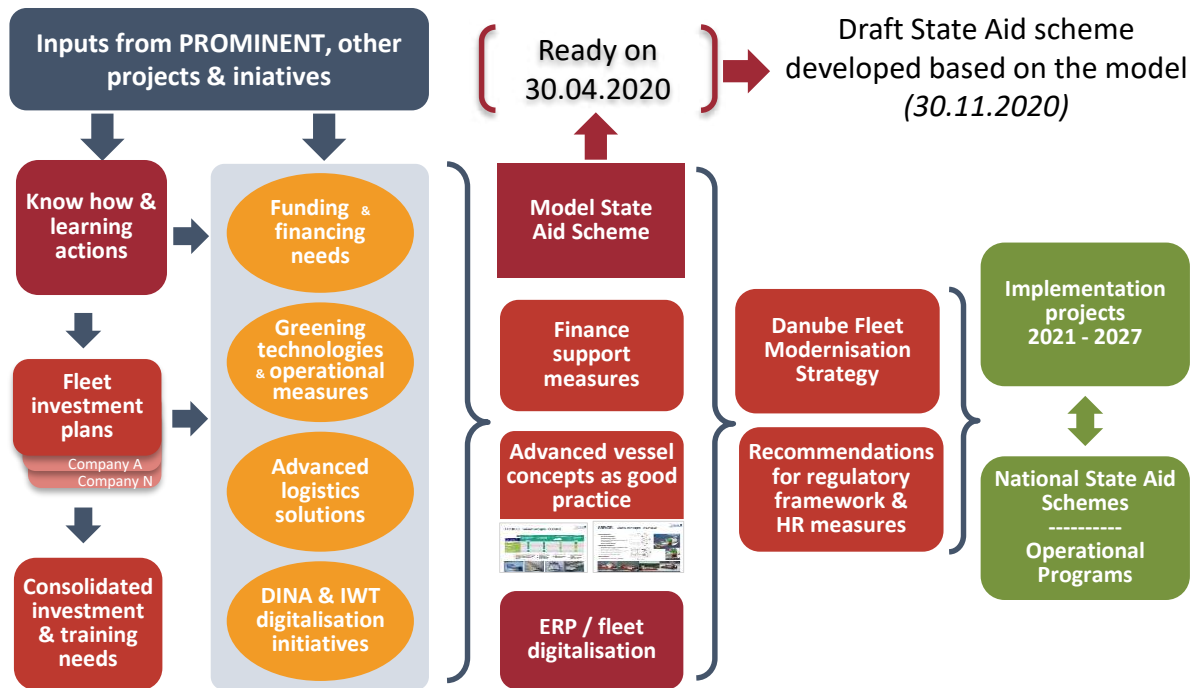 Inputs from PROMINENT, other
projects & iniatives
Ready on
30.04.2020
Draft State Aid scheme
developed based on the model
(30.11.2020)
Know how &
learning
actions
Fleet
investment
plans
Company A
Company N
Consolidated
investment
& training
needs
Funding &
financing
needs
Greening
technologies
& operational
measures
Advanced
logistics
solutions
DINA & IWT
digitalisation
initiatives
Model State
Aid Scheme
Finance
support
measures
Advanced vessel
concepts as good
practice
ERP / fleet
digitalisation
Danube Fleet
Modernisation
Strategy
Recommendations
for regulatory
framework &
HR measures
Implementation
projects
2021 - 2027
National State Aid
Schemes
----------
Operational
Programs